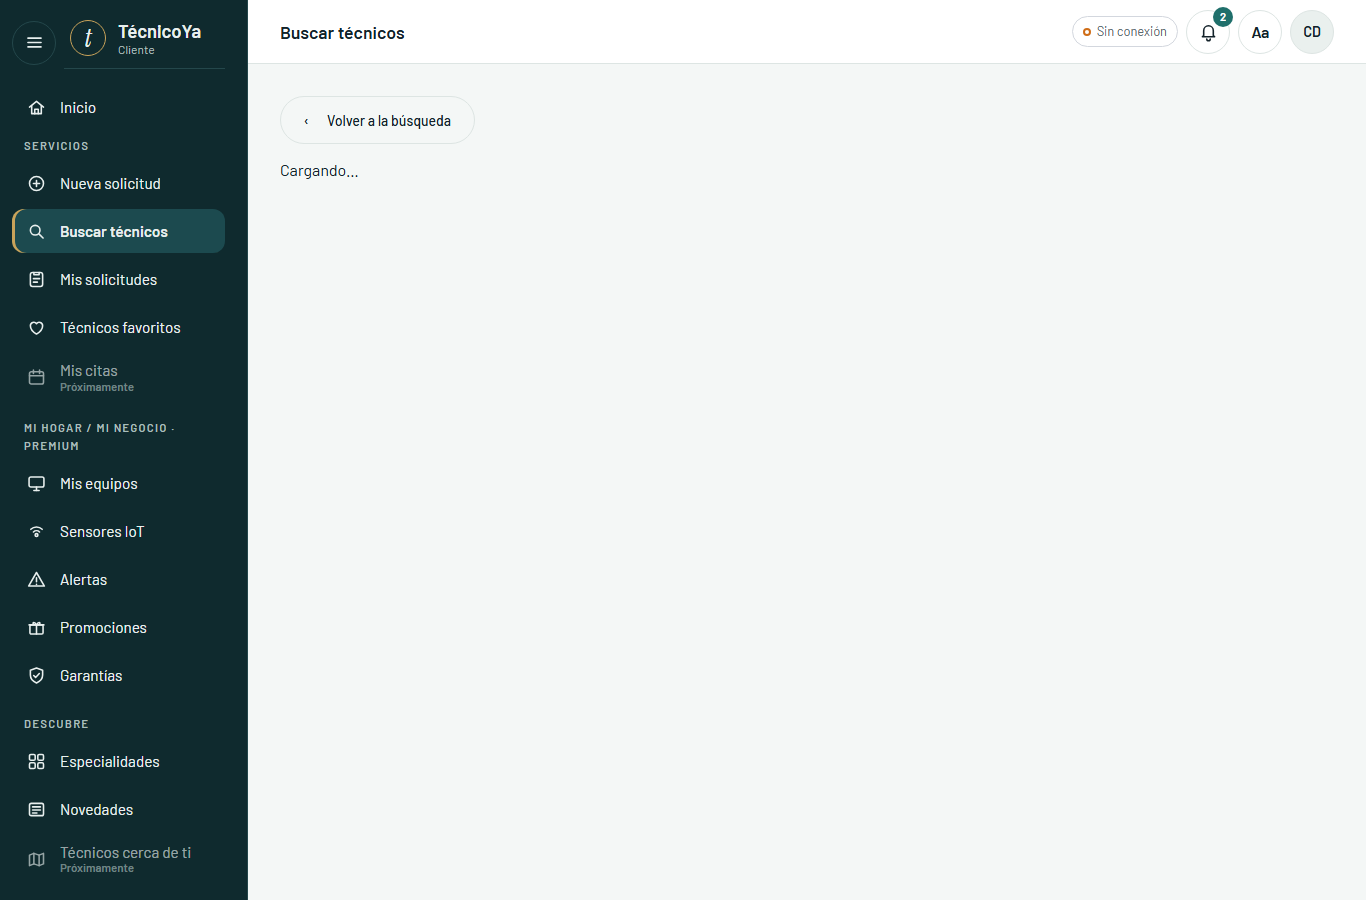 t
TécnicoYa
Cliente
Inicio
SERVICIOS
Nueva solicitud
Buscar técnicos
Mis solicitudes
Técnicos favoritos
Mis citas
Próximamente
MI HOGAR / MI NEGOCIO ·
PREMIUM
Mis equipos
Sensores IoT
Alertas
Promociones
Garantías
DESCUBRE
Especialidades
Novedades
Técnicos cerca de ti
Próximamente
Buscar técnicos
Sin conexión
2
Aa
CD
‹ Volver a la búsqueda
Cargando...